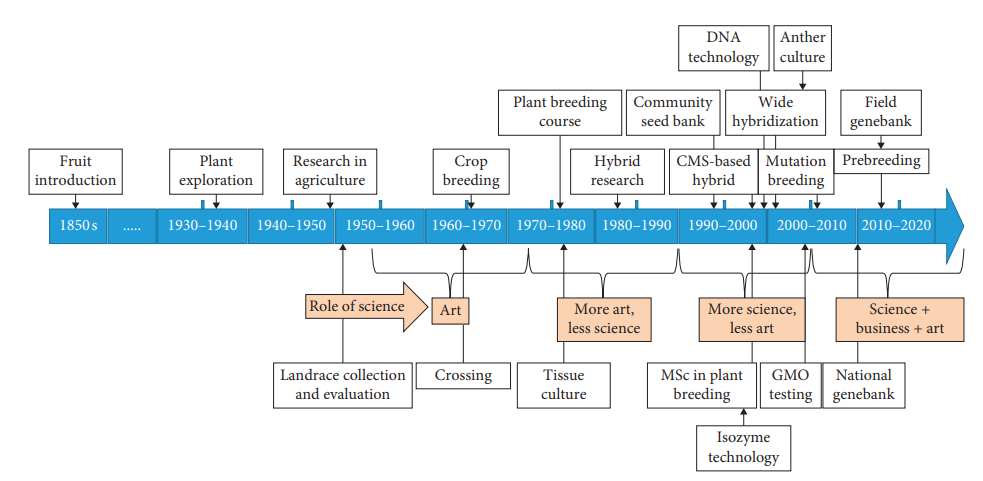 DNA
technology
Anther
culture
Plant breeding
course
Community
seed bank
Wide
hybridization
Field
genebank
Fruit
introduction
Plant
exploration
Research in
agriculture
Crop
breeding
Hybrid
research
CMS-based
hybrid
Mutation
breeding
Prebreeding
1850s
.....
1930–1940
1940–1950
1950–1960
1960–1970
1970–1980
1980–1990
1990–2000
2000–2010
2010–2020
Role of science
Art
More art,
less science
More science,
less art
Science +
business + art
Landrace collection
and evaluation
Crossing
Tissue
culture
MSc in plant
breeding
GMO
testing
National
genebank
Isozyme
technology